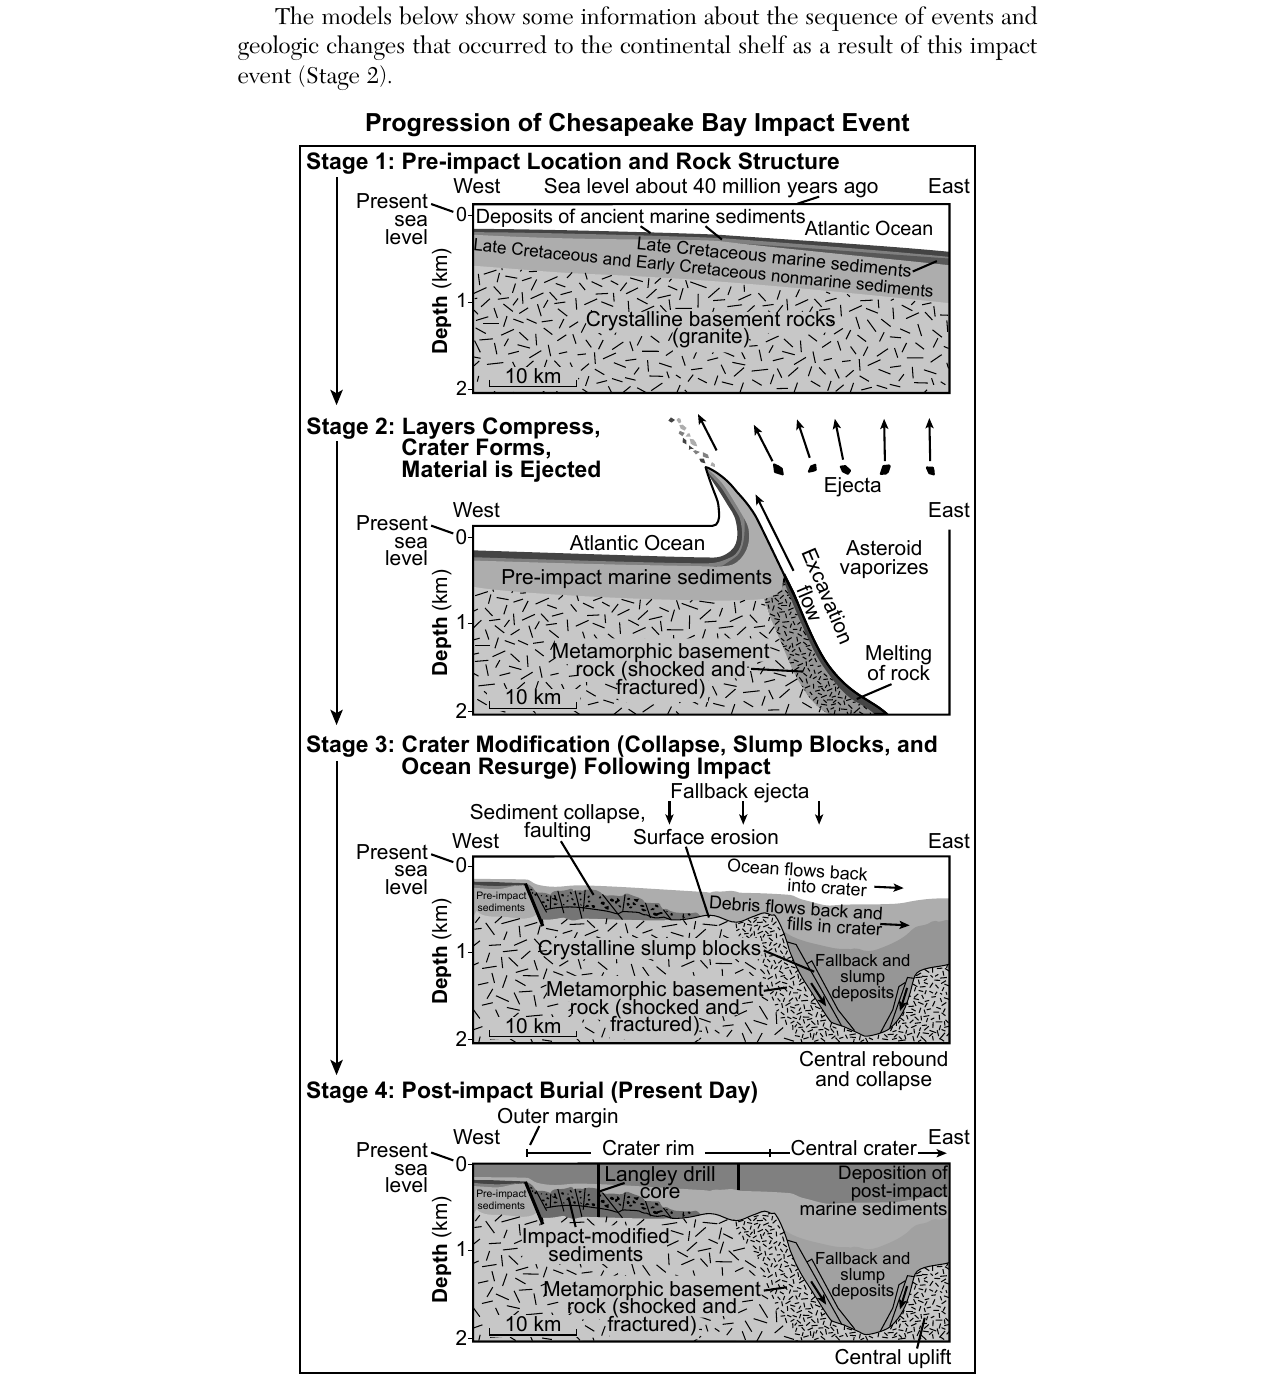 The models below show some information about the sequence of events and
geologic changes that occurred to the continental shelf as a result of this impact
event (Stage 2).
Progression of Chesapeake Bay Impact Event
Stage 1: Pre-impact Location and Rock Structure
West
Sea level about 40 million years ago
East
Present
sea
level
0
Deposits of ancient marine sediments
Atlantic Ocean
Late Cretaceous marine sediments
Late Cretaceous and Early Cretaceous nonmarine sediments
Depth (km)
1
Crystalline basement rocks
(granite)
10 km
2
Stage 2: Layers Compress,
Crater Forms,
Material is Ejected
Ejecta
West
East
Present
sea
level
0
Atlantic Ocean
Asteroid
vaporizes
Pre-impact marine sediments
Excavation
flow
Depth (km)
1
Metamorphic basement
rock (shocked and
fractured)
Melting
of rock
10 km
2
Stage 3: Crater Modification (Collapse, Slump Blocks, and
Ocean Resurge) Following Impact
Fallback ejecta
Sediment collapse,
faulting
Surface erosion
West
East
Present
sea
level
0
Ocean flows back
into crater
Pre-impact
sediments
Debris flows back and
fills in crater
Depth (km)
1
Crystalline slump blocks
Fallback and
slump
deposits
Metamorphic basement
rock (shocked and
fractured)
10 km
2
Central rebound
and collapse
Stage 4: Post-impact Burial (Present Day)
Outer margin
West
East
Crater rim
Central crater
Present
sea
level
0
Langley drill
core
Deposition of
post-impact
marine sediments
Pre-impact
sediments
Depth (km)
1
Impact-modified
sediments
Fallback and
slump
deposits
Metamorphic basement
rock (shocked and
fractured)
10 km
2
Central uplift